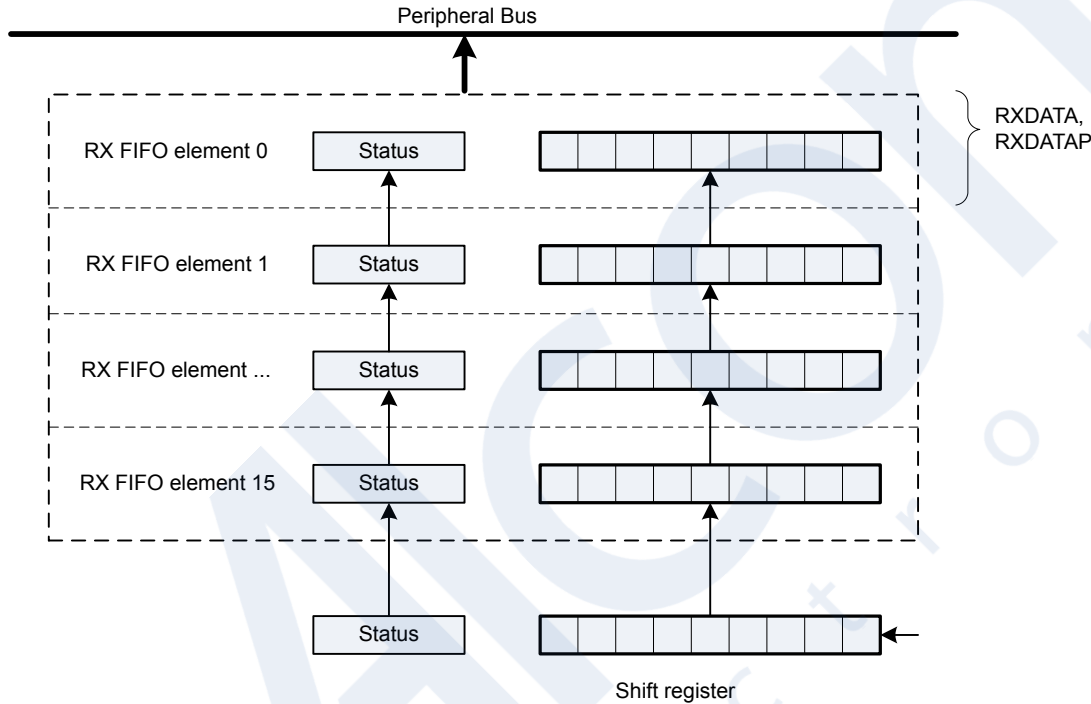 Peripheral Bus
RX FIFO element 0 Status
RXDATA,
RXDATAP
RX FIFO element 1 Status
RX FIFO element ... Status
RX FIFO element 15 Status
Status
Shift register